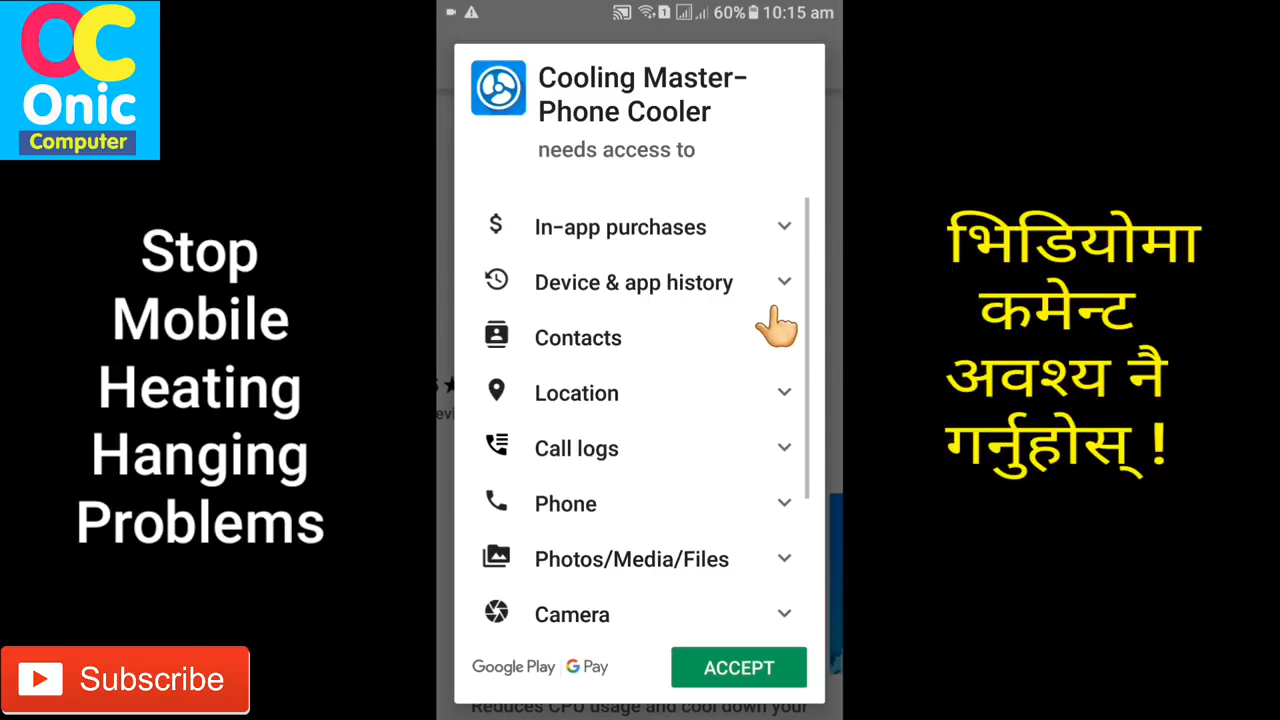 OC
Onic
Computer
Stop
Mobile
Heating
Hanging
Problems
Subscribe
60% 10:15 am
Cooling Master-
Phone Cooler
needs access to
In-app purchases
Device & app history
Contacts
Location
Call logs
Phone
Photos/Media/Files
Camera
Google Play | G Pay
ACCEPT
Reduces CPU usage and cool down your
भिडियोमा
कमेन्ट
अवश्य नै
गर्नुहोस् !